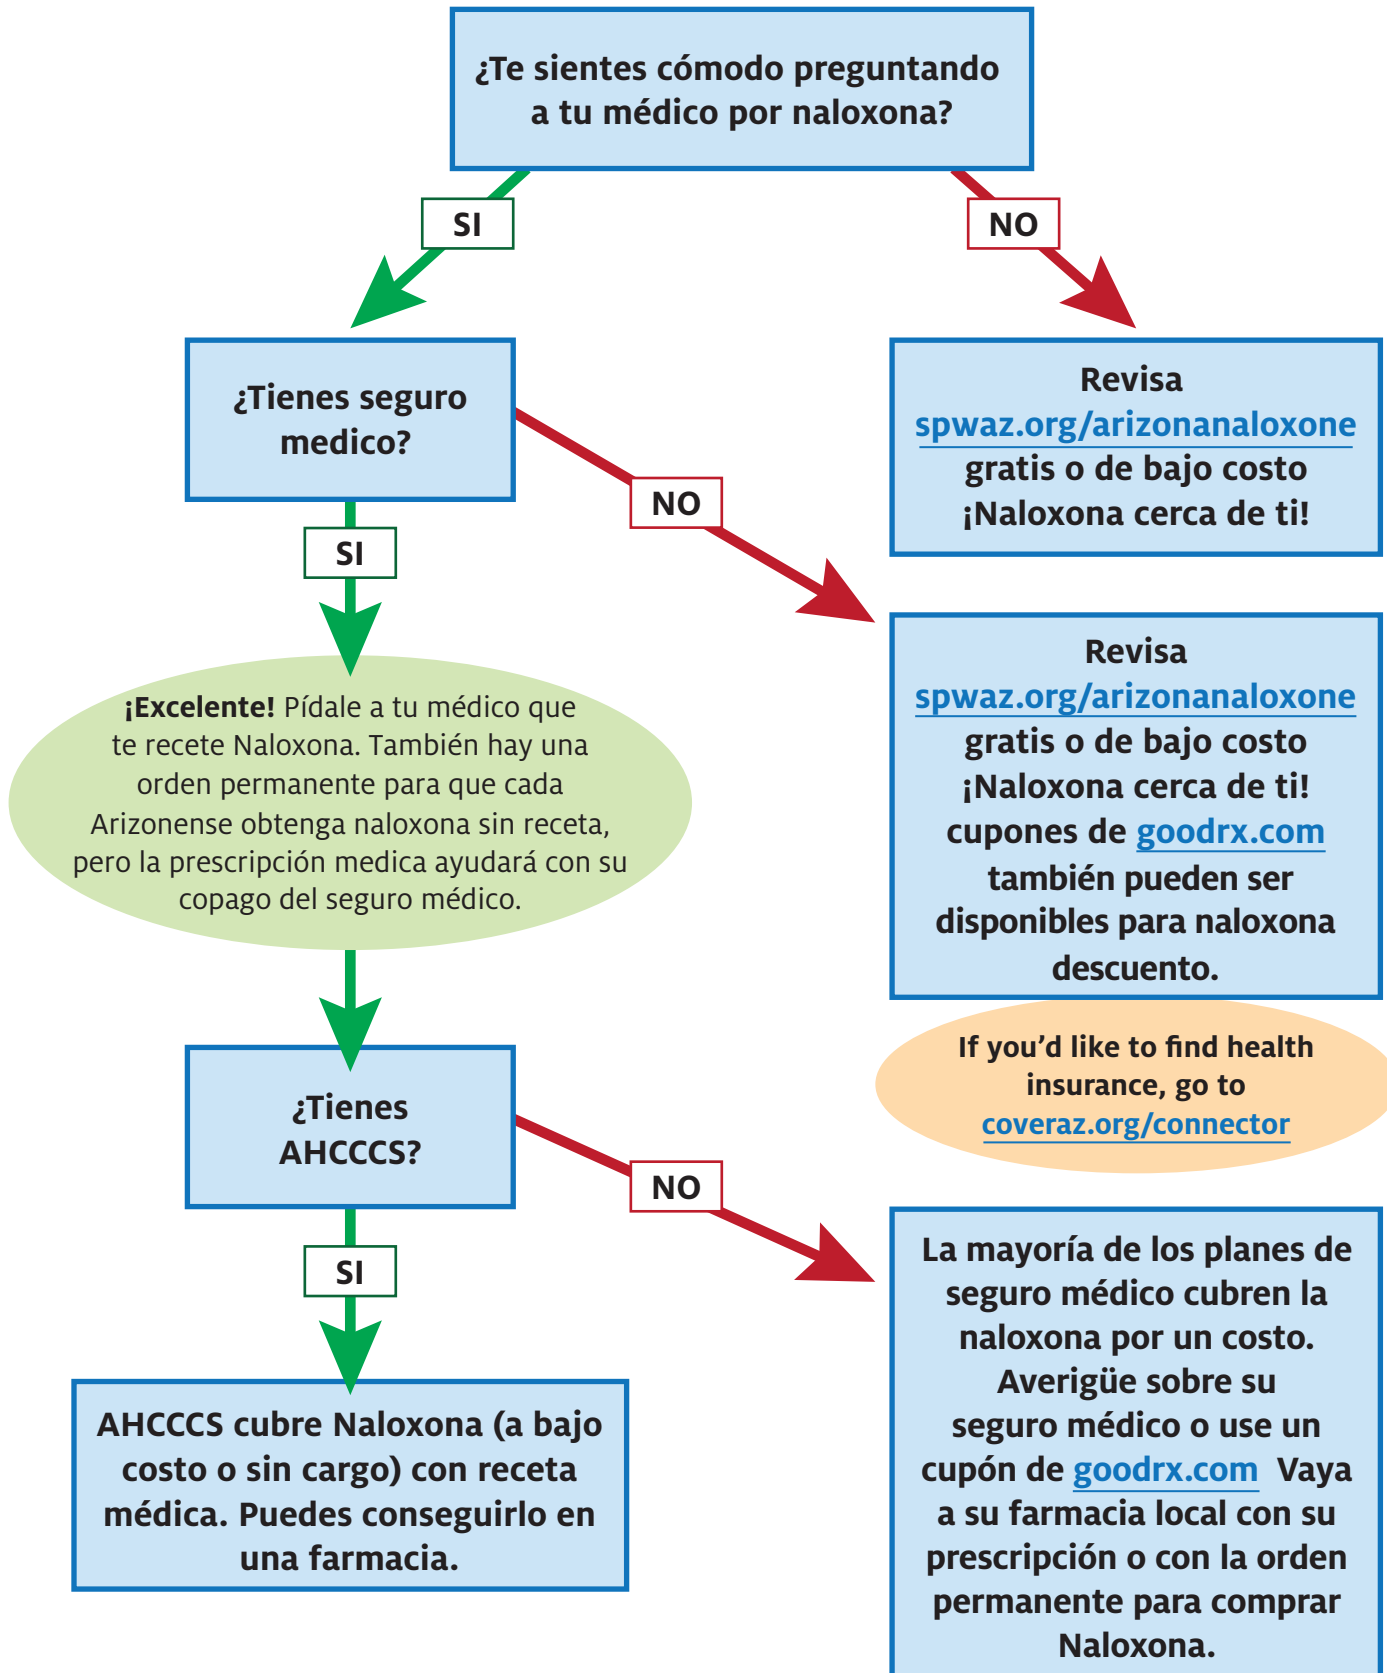 ¿Te sientes cómodo preguntando
a tu médico por naloxona?
SI
NO
¿Tienes seguro
medico?
Revisa
spwaz.org/arizonanaloxone
gratis o de bajo costo
¡Naloxona cerca de ti!
NO
SI
Revisa
spwaz.org/arizonanaloxone
gratis o de bajo costo
¡Naloxona cerca de ti!
cupones de goodrx.com
también pueden ser
disponibles para naloxona
descuento.
¡Excelente! Pídale a tu médico que
te recete Naloxona. También hay una
orden permanente para que cada
Arizonense obtenga naloxona sin receta,
pero la prescripción medica ayudará con su
copago del seguro médico.
If you’d like to find health
insurance, go to
coveraz.org/connector
¿Tienes
AHCCCS?
NO
SI
La mayoría de los planes de
seguro médico cubren la
naloxona por un costo.
Averigüe sobre su
seguro médico o use un
cupón de goodrx.com Vaya
a su farmacia local con su
prescripción o con la orden
permanente para comprar
Naloxona.
AHCCCS cubre Naloxona (a bajo
costo o sin cargo) con receta
médica. Puedes conseguirlo en
una farmacia.